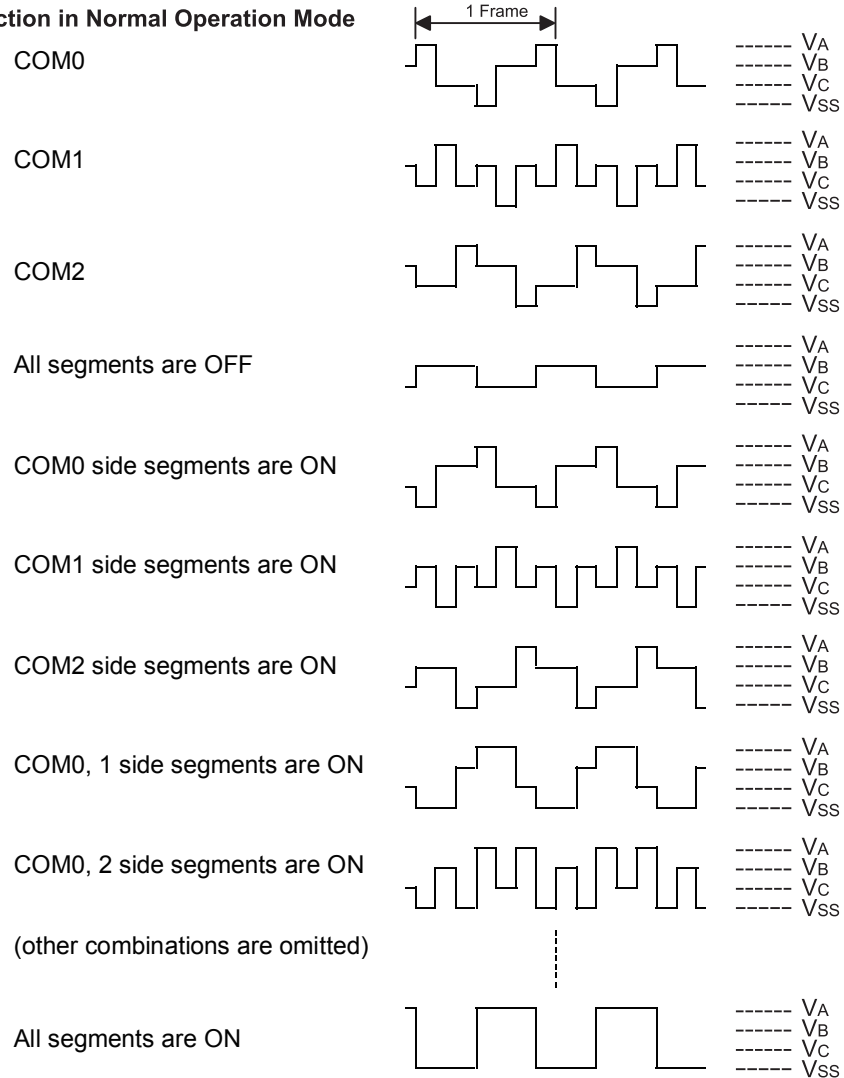 ction in Normal Operation Mode
1 Frame
COM0
VA
VB
VC
VSS
COM1
VA
VB
VC
VSS
COM2
VA
VB
VC
VSS
All segments are OFF
VA
VB
VC
VSS
COM0 side segments are ON
VA
VB
VC
VSS
COM1 side segments are ON
VA
VB
VC
VSS
COM2 side segments are ON
VA
VB
VC
VSS
COM0, 1 side segments are ON
VA
VB
VC
VSS
COM0, 2 side segments are ON
VA
VB
VC
VSS
(other combinations are omitted)
All segments are ON
VA
VB
VC
VSS